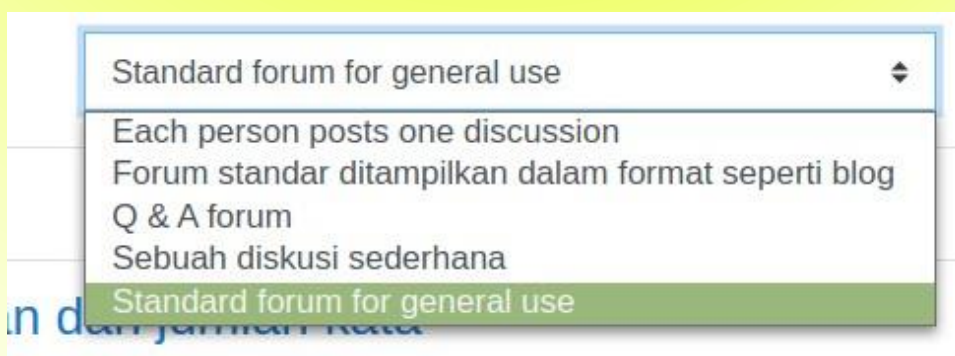 Standard forum for general use
Each person posts one discussion
Forum standar ditampilkan dalam format seperti blog
Q & A forum
Sebuah diskusi sederhana
Standard forum for general use